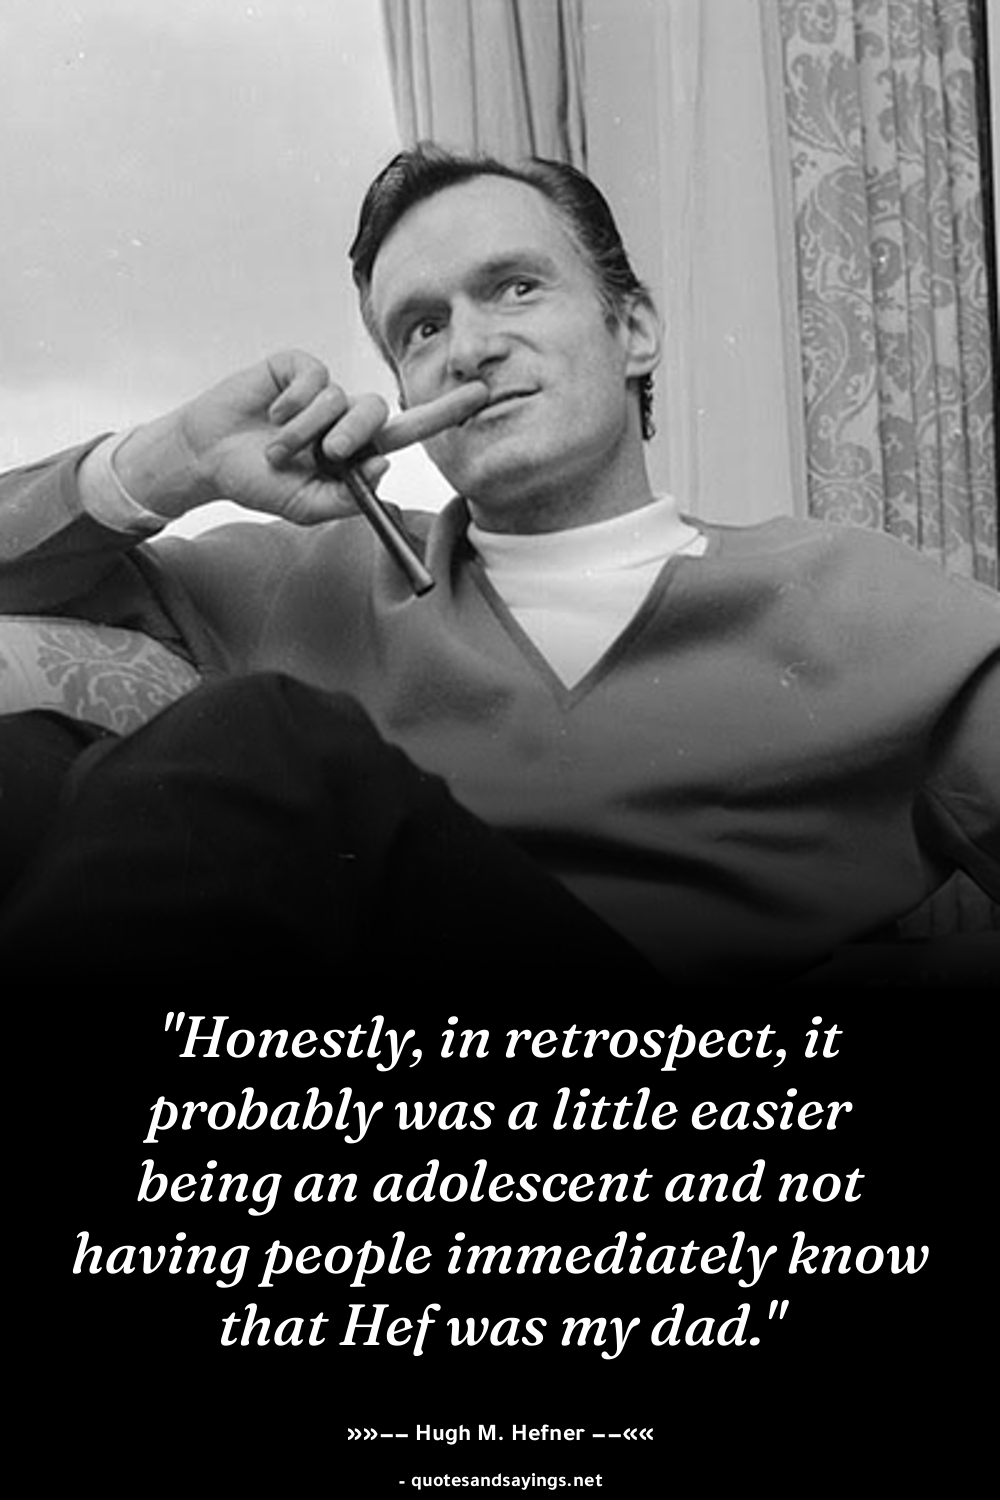 "Honestly, in retrospect, it
probably was a little easier
being an adolescent and not
having people immediately know
that Hef was my dad."
»»–– Hugh M. Hefner ––««
- quotesandsayings.net